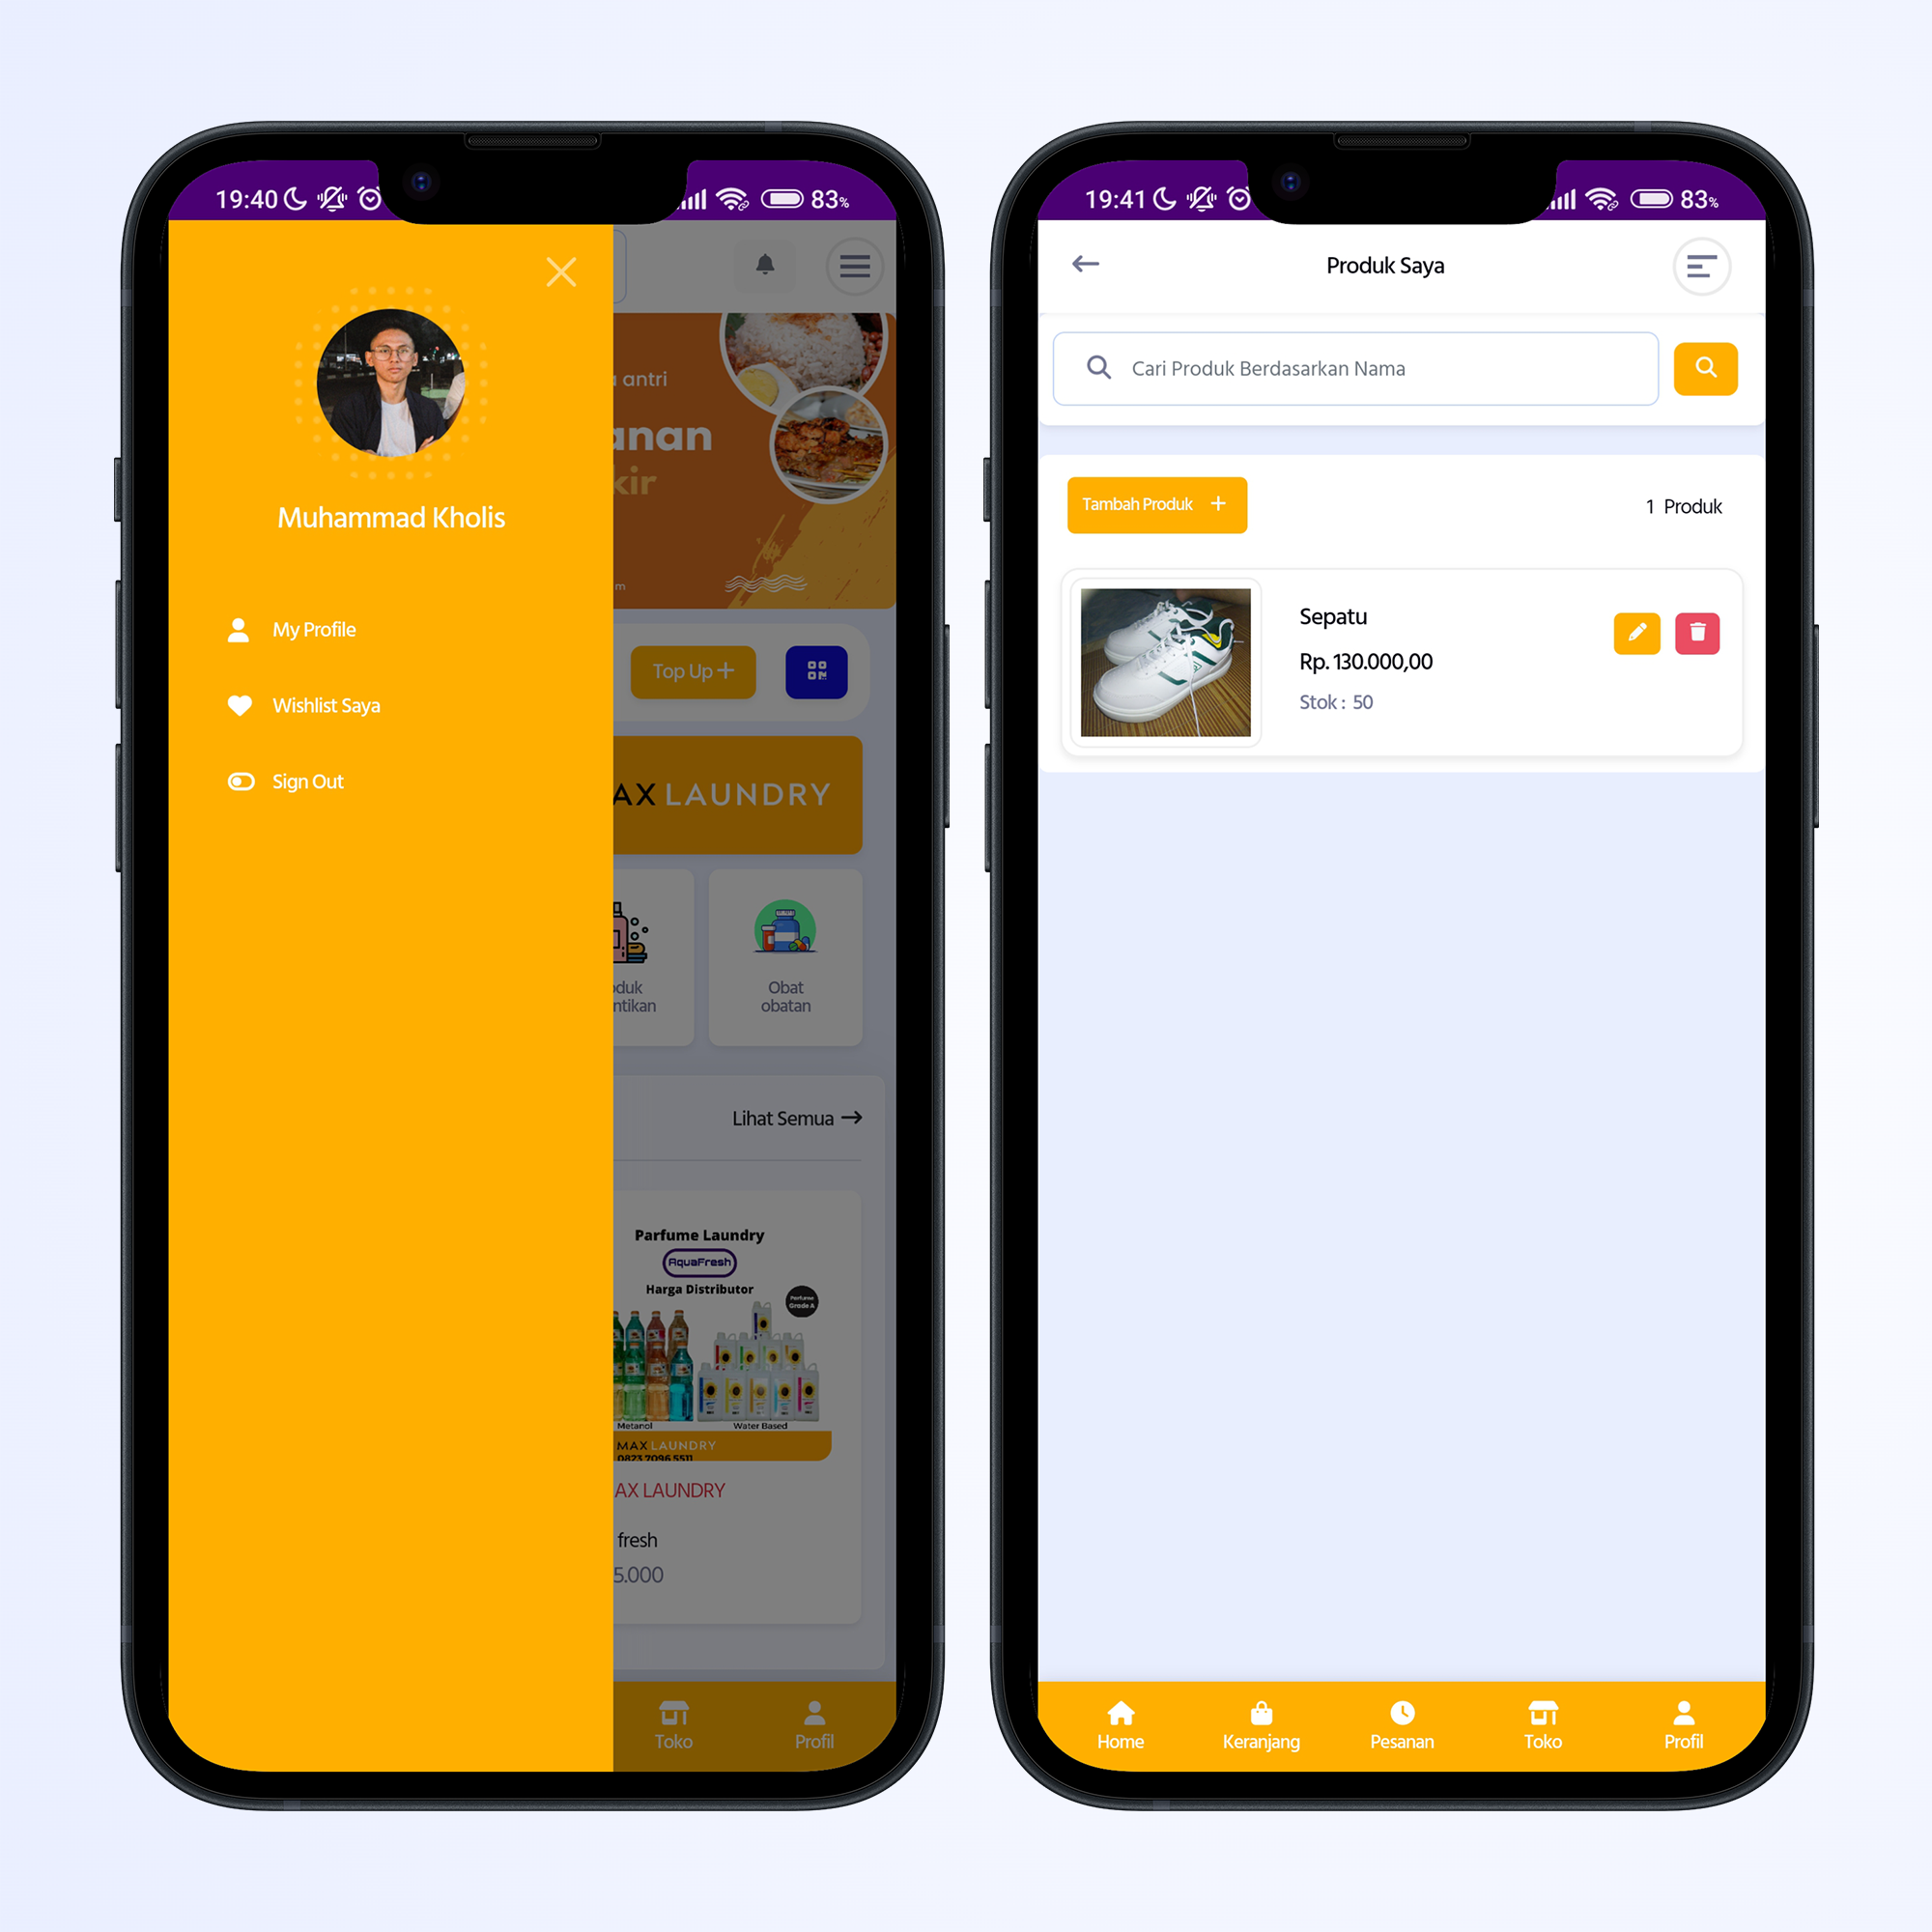 19:40
83%
Muhammad Kholis
My Profile
Wishlist Saya
Sign Out
antri
anan
kir
m
Top Up
AX LAUNDRY
duk
ntikan
Obat
obatan
Lihat Semua
Parfume Laundry
AquaFresh
Harga Distributor
Parfume
Grade A
Metanol
Water Based
MAX LAUNDRY
0823 7096 5511
AX LAUNDRY
fresh
5.000
Toko
Profil
19:41
83%
Produk Saya
Cari Produk Berdasarkan Nama
Tambah Produk
1 Produk
Sepatu
Rp. 130.000,00
Stok : 50
Home
Keranjang
Pesanan
Toko
Profil